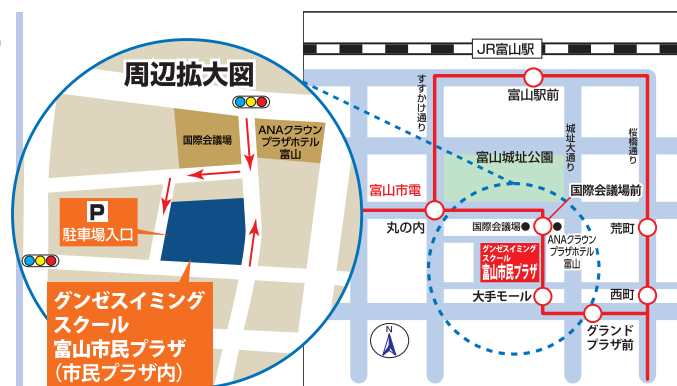 周辺拡大図
国際会議場
ANAクラウン
プラザホテル
富山
P
駐車場入口
グンゼスイミング
スクール
富山市民プラザ
(市民プラザ内)
JR富山駅
富山駅前
すずかけ通り
城址大通り
桜橋通り
富山城址公園
国際会議場前
富山市電
丸の内
国際会議場
ANAクラウン
プラザホテル
富山
荒町
グンゼスイミング
スクール
富山市民プラザ
大手モール
西町
グランド
プラザ前
N